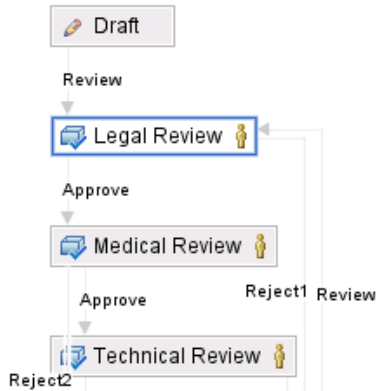 Draft
Review
Legal Review
Approve
Medical Review
Reject1
Review
Approve
Technical Review
Reject2